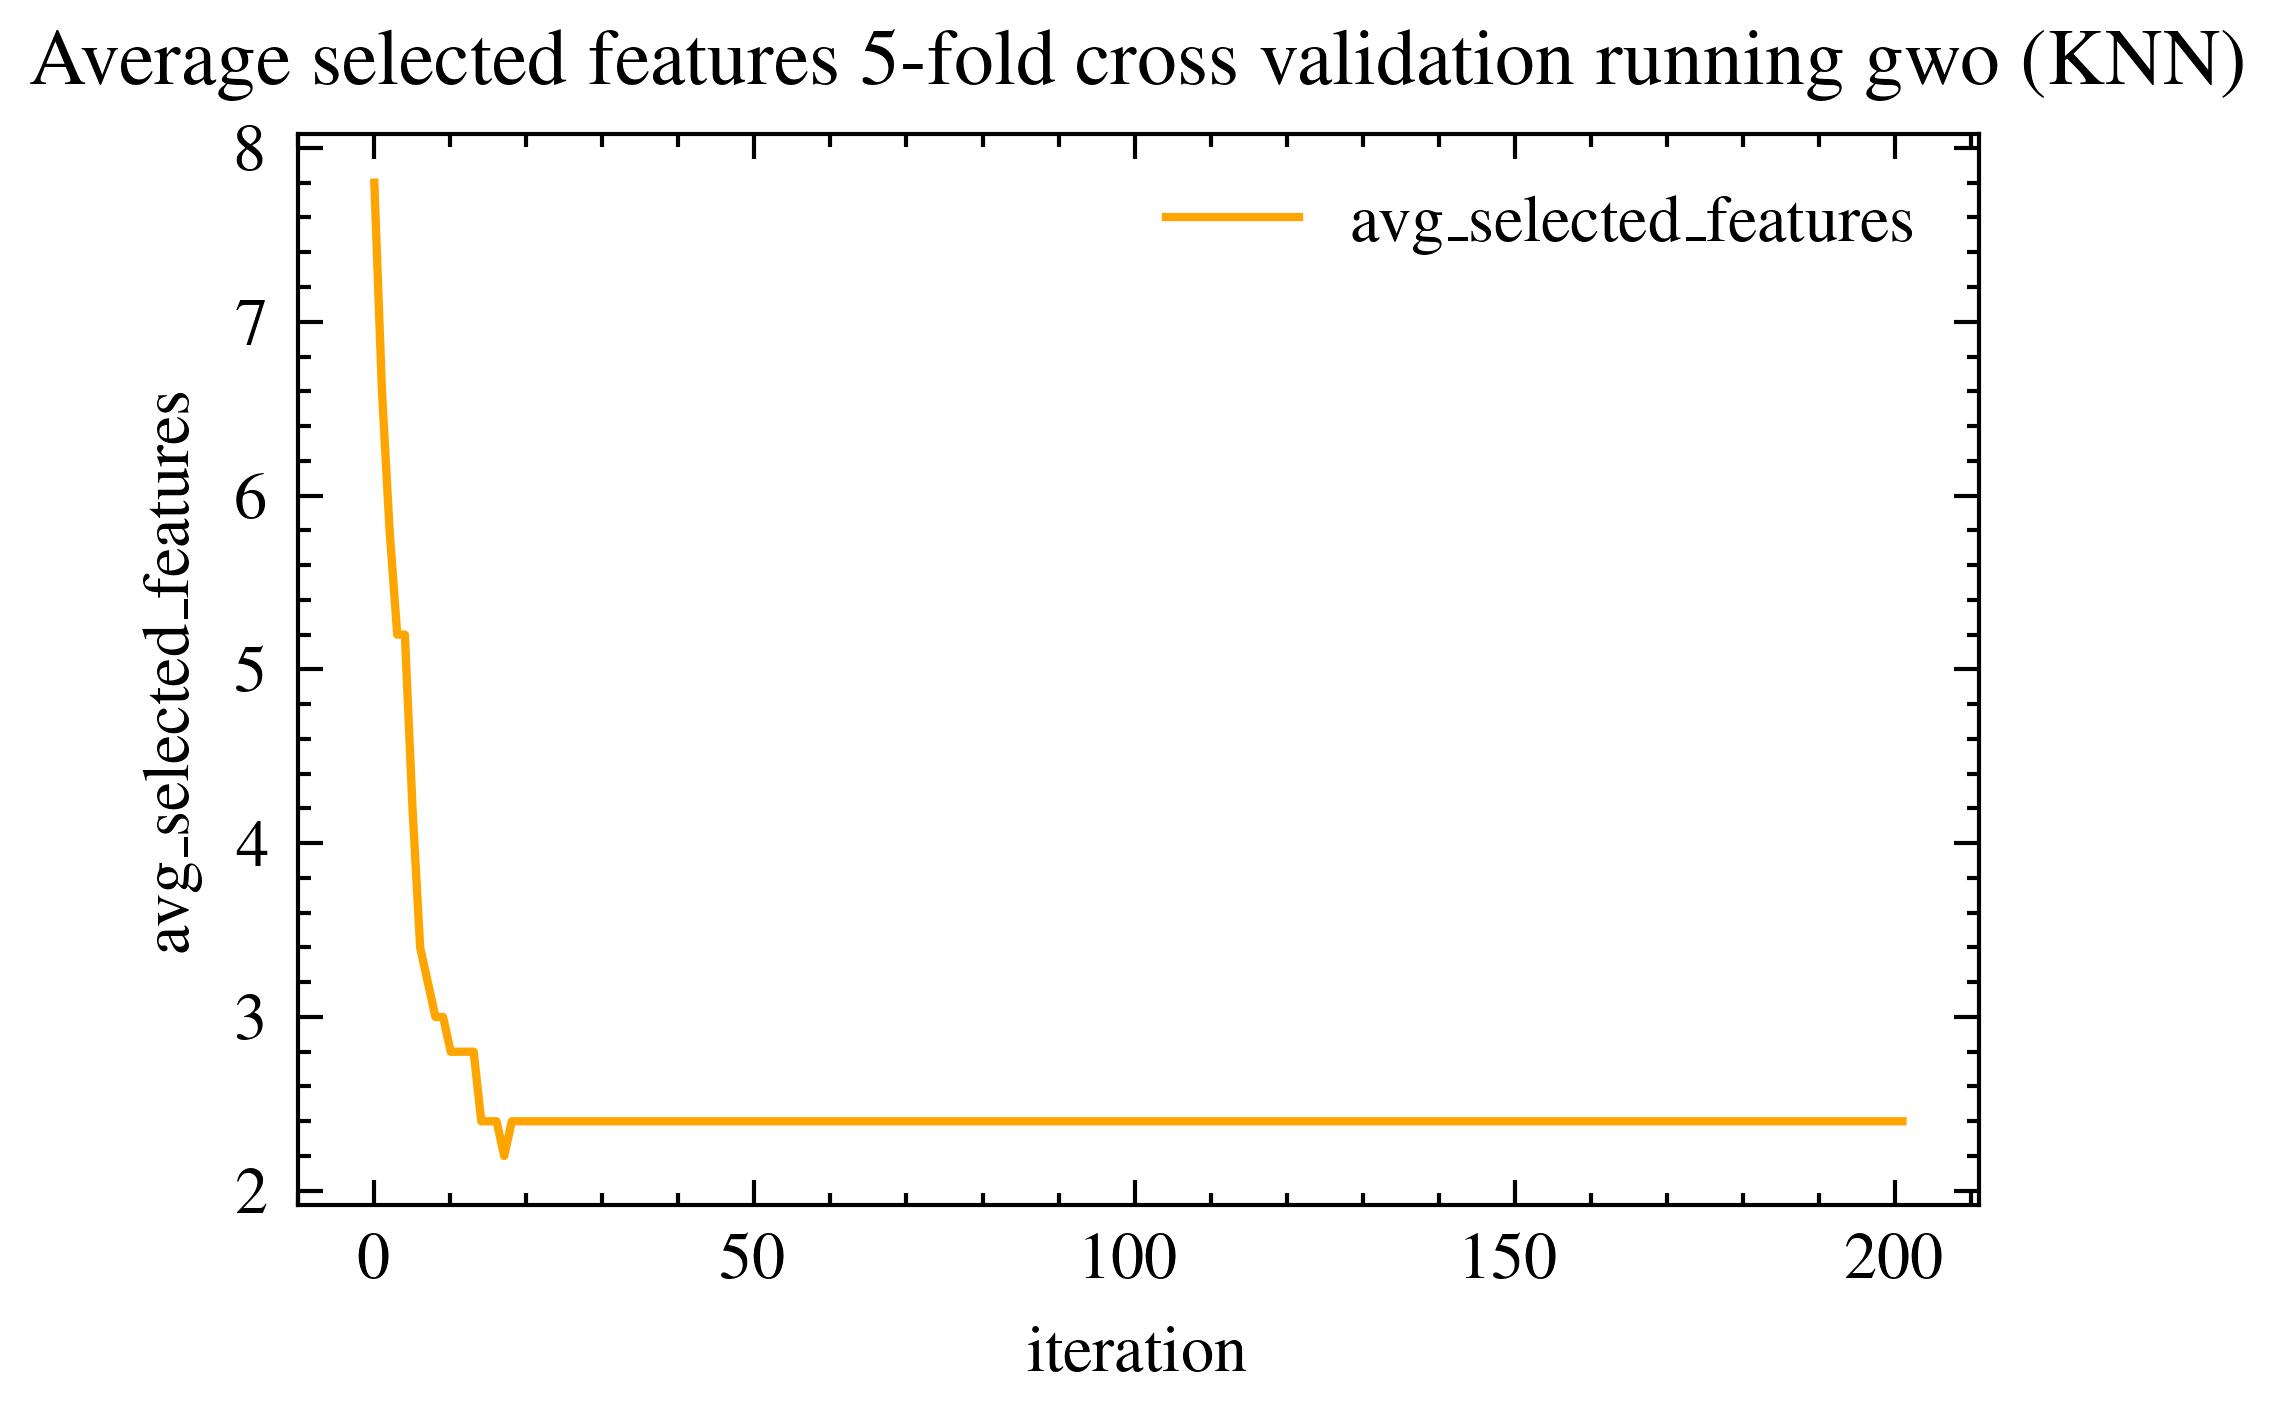 Average selected features 5-fold cross validation running gwo (KNN)
avg_selected_features
avg_selected_features
8
7
6
5
4
3
2
0 50 100 150 200
iteration